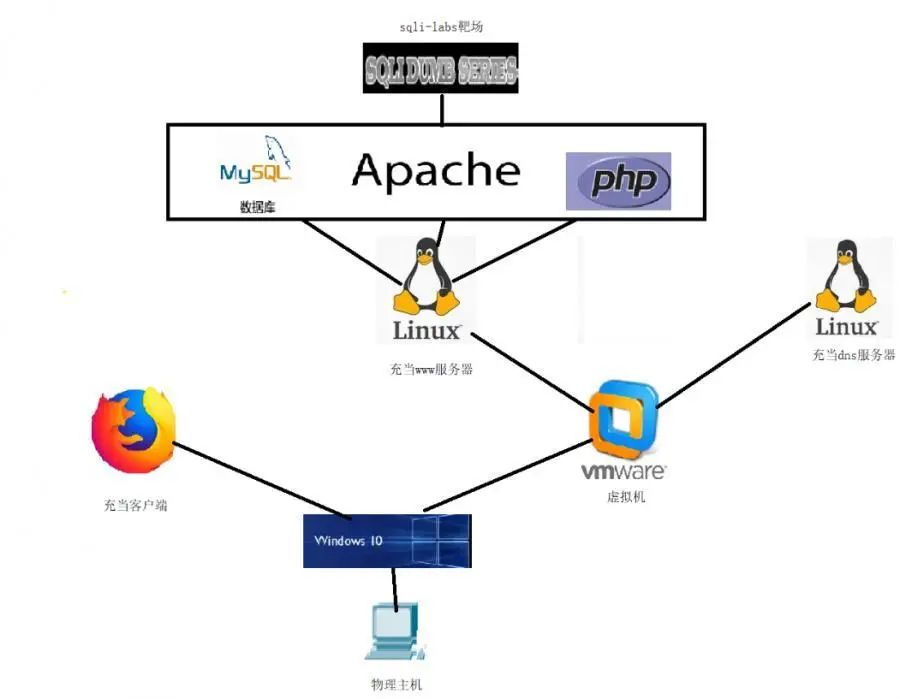 sqli-labs靶场
SQLI DUMB SERIES-
MySQL
数据库
Apache
php
Linux
充当www服务器
Linux
充当dns服务器
充当客户端
vmware
虚拟机
Windows 10
物理主机